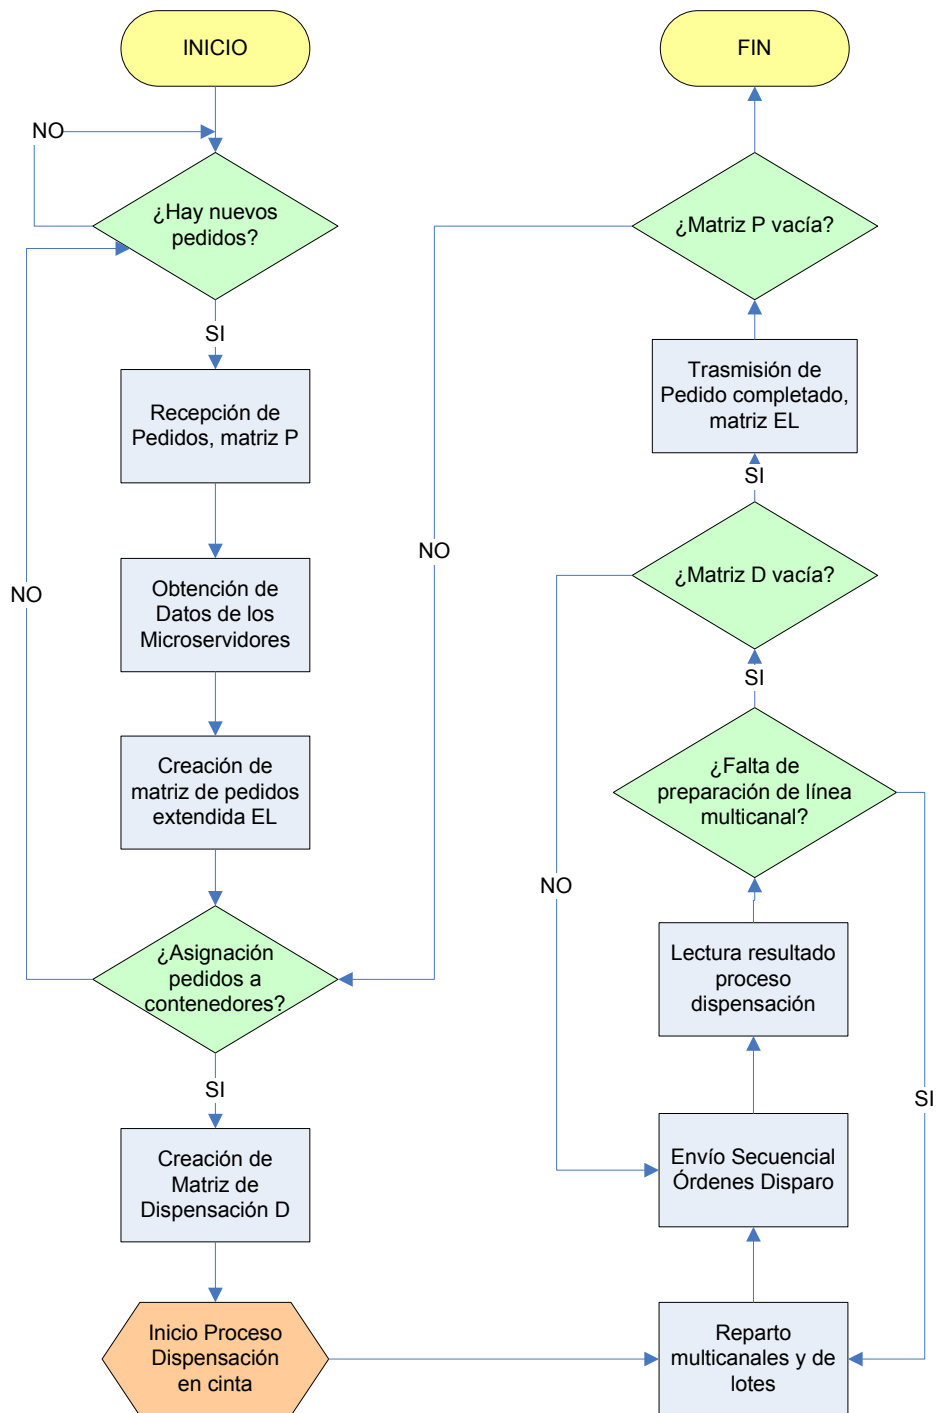 INICIO
NO
¿Hay nuevos
pedidos?
SI
Recepción de
Pedidos, matriz P
Obtención de
Datos de los
Microservidores
NO
Creación de
matriz de pedidos
extendida EL
¿Asignación
pedidos a
contenedores?
SI
Creación de
Matriz de
Dispensación D
Inicio Proceso
Dispensación
en cinta
FIN
¿Matriz P vacía?
NO
Trasmisión de
Pedido completado,
matriz EL
SI
¿Matriz D vacía?
SI
NO
¿Falta de
preparación de línea
multicanal?
SI
Lectura resultado
proceso
dispensación
Envío Secuencial
Órdenes Disparo
Reparto
multicanales y de
lotes